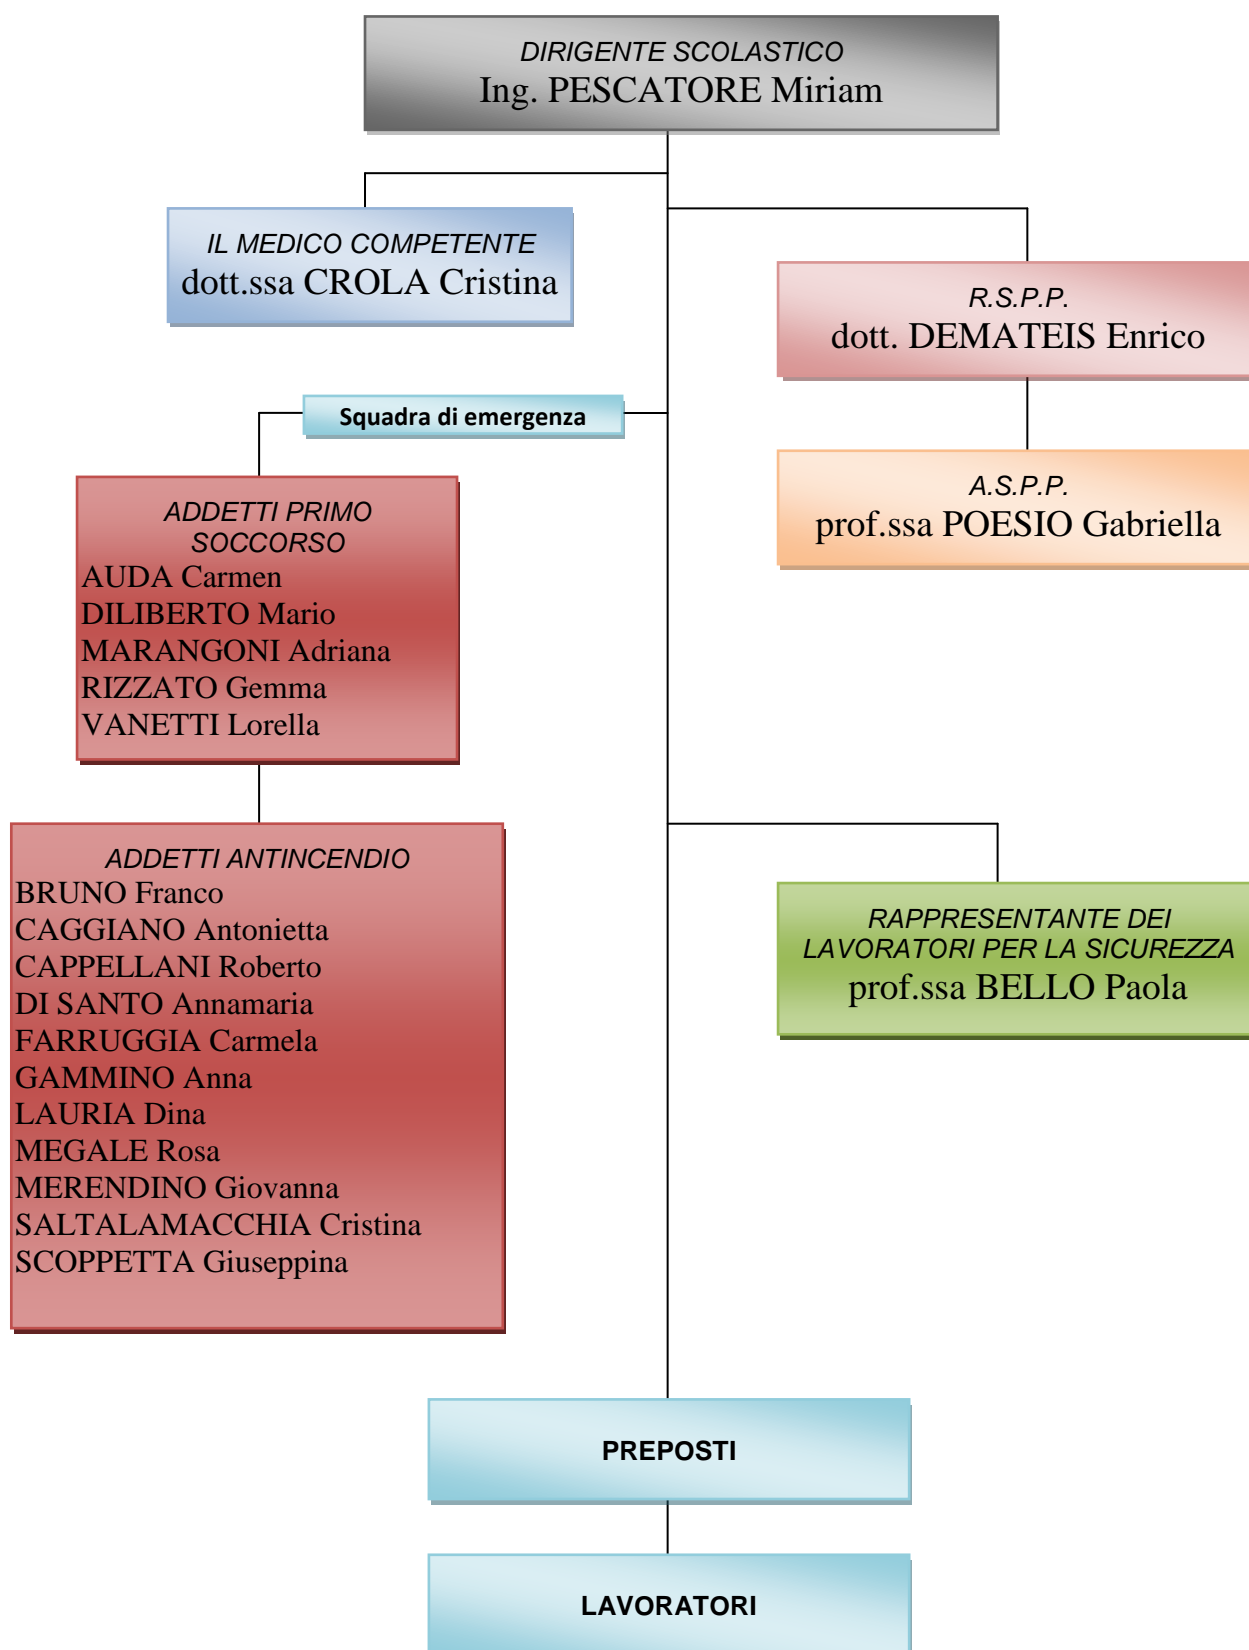 DIRIGENTE SCOLASTICO
Ing. PESCATORE Miriam
IL MEDICO COMPETENTE
dott.ssa CROLA Cristina
R.S.P.P.
dott. DEMATEIS Enrico
Squadra di emergenza
A.S.P.P.
prof.ssa POESIO Gabriella
ADDETTI PRIMO
SOCCORSO
AUDA Carmen
DILIBERTO Mario
MARANGONI Adriana
RIZZATO Gemma
VANETTI Lorella
ADDETTI ANTINCENDIO
BRUNO Franco
CAGGIANO Antonietta
CAPPELLANI Roberto
DI SANTO Annamaria
FARRUGGIA Carmela
GAMMINO Anna
LAURIA Dina
MEGALE Rosa
MERENDINO Giovanna
SALTALAMACCHIA Cristina
SCOPPETTA Giuseppina
RAPPRESENTANTE DEI
LAVORATORI PER LA SICUREZZA
prof.ssa BELLO Paola
PREPOSTI
LAVORATORI